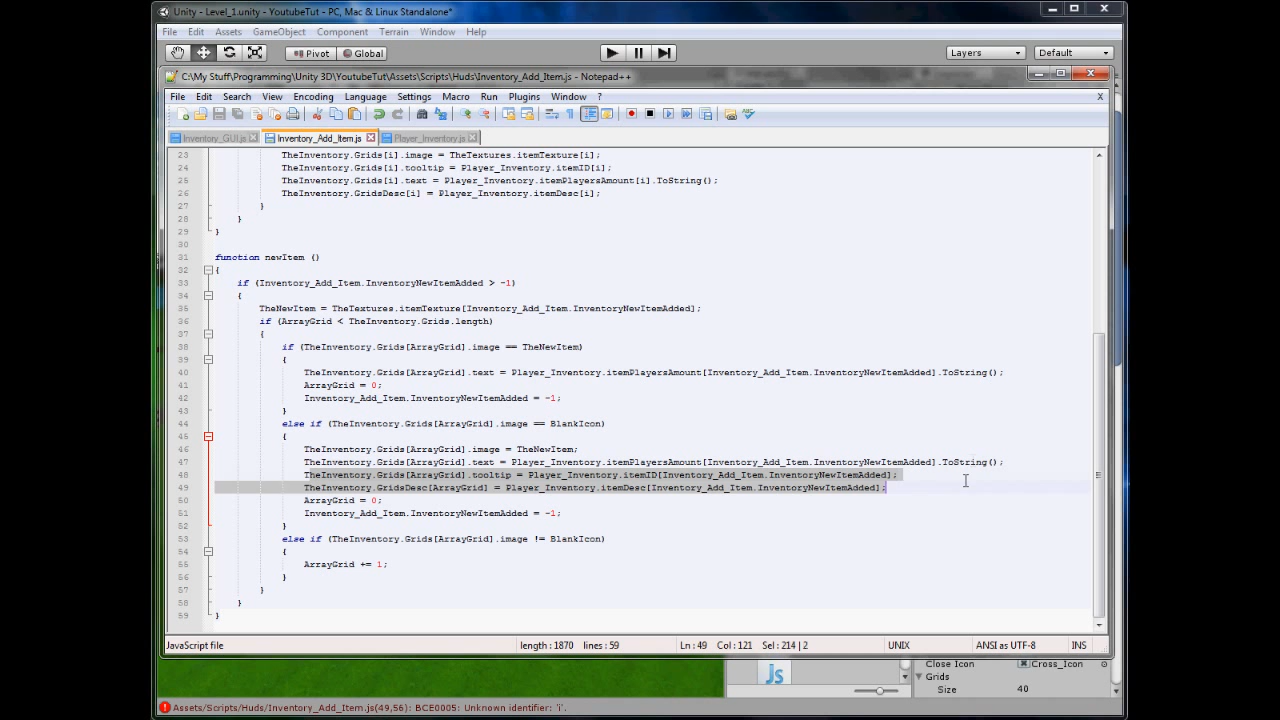 Unity - Level_1.unity - YoutubeTut - PC, Mac & Linux Standalone*
File Edit Assets GameObject Component Terrain Window Help
Pivot Global Layers Default
C:\My Stuff\Programming\Unity 3D\YoutubeTut\Assets\Scripts\Huds\Inventory_Add_Item.js - Notepad++
File Edit Search View Encoding Language Settings Macro Run Plugins Window ? X
Inventory_GUI.js Inventory_Add_Item.js Player_Inventory.js
23 TheInventory.Grids[i].image = TheTextures.itemTexture[i];
24 TheInventory.Grids[i].tooltip = Player_Inventory.itemID[i];
25 TheInventory.Grids[i].text = Player_Inventory.itemPlayersAmount[i].ToString();
26 TheInventory.GridsDesc[i] = Player_Inventory.itemDesc[i];
27 }
28 }
29 }
30
31 function newItem ()
32 {
33 if (Inventory_Add_Item.InventoryNewItemAdded > -1)
34 {
35 TheNewItem = TheTextures.itemTexture[Inventory_Add_Item.InventoryNewItemAdded];
36 if (ArrayGrid < TheInventory.Grids.length)
37 {
38 if (TheInventory.Grids[ArrayGrid].image == TheNewItem)
39 {
40 TheInventory.Grids[ArrayGrid].text = Player_Inventory.itemPlayersAmount[Inventory_Add_Item.InventoryNewItemAdded].ToString();
41 ArrayGrid = 0;
42 Inventory_Add_Item.InventoryNewItemAdded = -1;
43 }
44 else if (TheInventory.Grids[ArrayGrid].image == BlankIcon)
45 {
46 TheInventory.Grids[ArrayGrid].image = TheNewItem;
47 TheInventory.Grids[ArrayGrid].text = Player_Inventory.itemPlayersAmount[Inventory_Add_Item.InventoryNewItemAdded].ToString();
48 TheInventory.Grids[ArrayGrid].tooltip = Player_Inventory.itemID[Inventory_Add_Item.InventoryNewItemAdded];
49 TheInventory.GridsDesc[ArrayGrid] = Player_Inventory.itemDesc[Inventory_Add_Item.InventoryNewItemAdded];
50 ArrayGrid = 0;
51 Inventory_Add_Item.InventoryNewItemAdded = -1;
52 }
53 else if (TheInventory.Grids[ArrayGrid].image != BlankIcon)
54 {
55 ArrayGrid += 1;
56 }
57 }
58 }
59 }
JavaScript file length : 1870 lines : 59 Ln : 49 Col : 121 Sel : 214 | 2 UNIX ANSI as UTF-8 INS
Js Close Icon Cross_Icon
Grids
Size 40
Assets/Scripts/Huds/Inventory_Add_Item.js(49,56): BCE0005: Unknown identifier: 'i'.